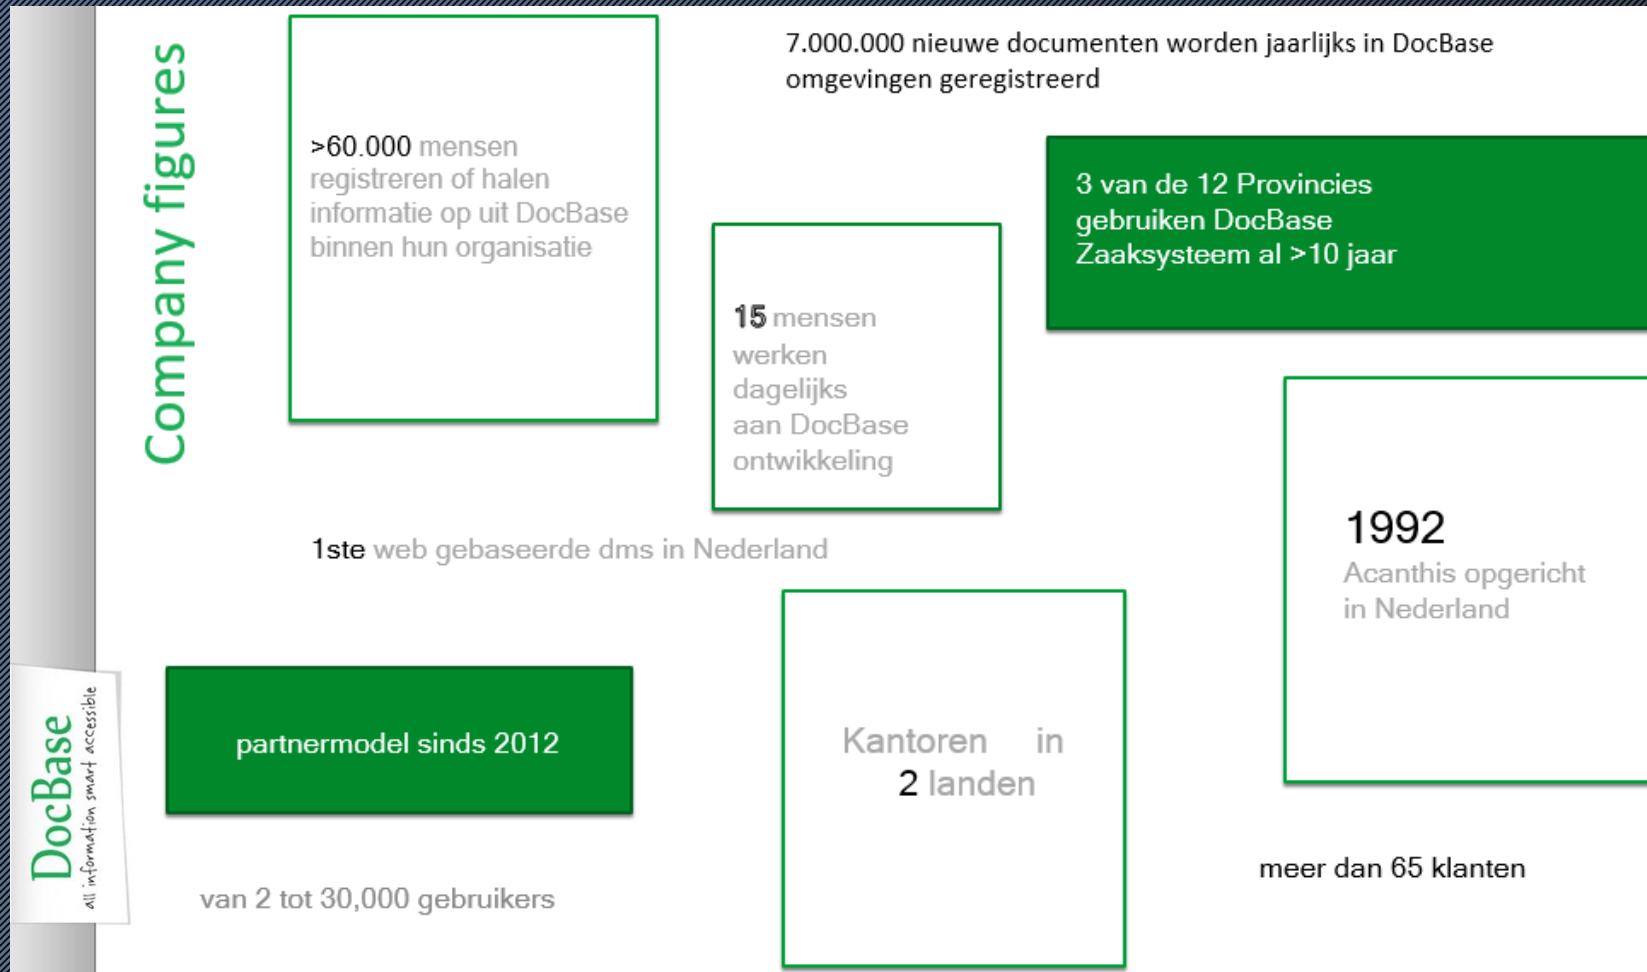 Company figures
>60.000 mensen
registreren of halen
informatie op uit DocBase
binnen hun organisatie
7.000.000 nieuwe documenten worden jaarlijks in DocBase
omgevingen geregistreerd
3 van de 12 Provincies
gebruiken DocBase
Zaaksysteem al >10 jaar
15 mensen
werken
dagelijks
aan DocBase
ontwikkeling
1ste web gebaseerde dms in Nederland
1992
Acanthis opgericht
in Nederland
partnermodel sinds 2012
Kantoren in
2 landen
van 2 tot 30,000 gebruikers
meer dan 65 klanten
DocBase
all information smart accessible